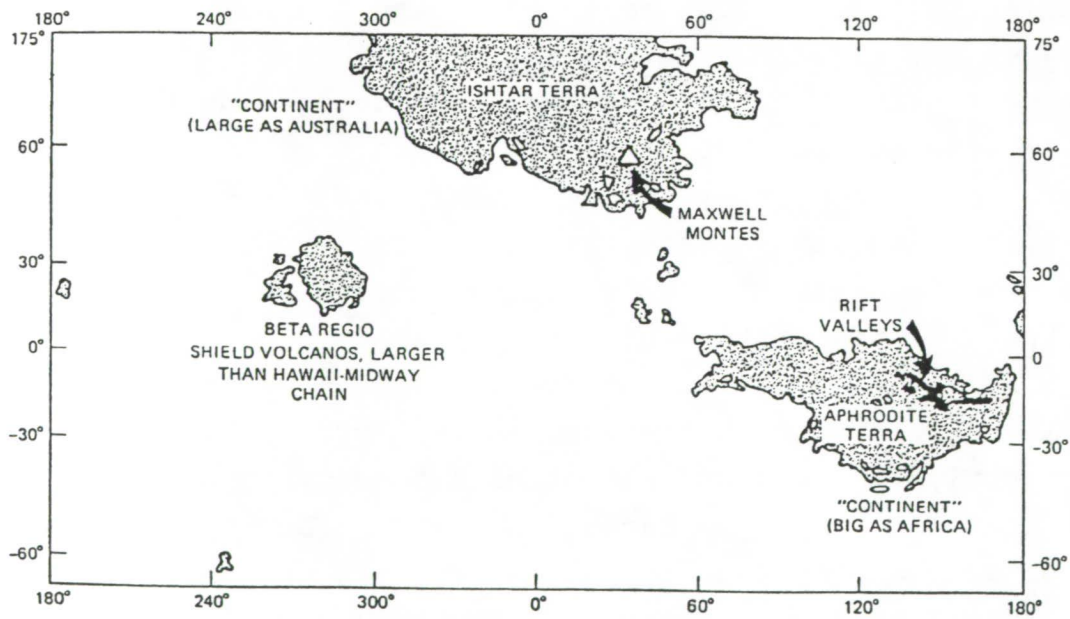 180° 240° 300° 0° 60° 120° 180°
175° 75°
ISHTAR TERRA
"CONTINENT"
(LARGE AS AUSTRALIA)
60° 60°
MAXWELL
MONTES
30° 30°
RIFT
VALLEYS
BETA REGIO
SHIELD VOLCANOS, LARGER
THAN HAWAII-MIDWAY
CHAIN
0° 0
APHRODITE
TERRA
-30° -30°
"CONTINENT"
(BIG AS AFRICA)
-60° -60°
180° 240° 300° 0° 60° 120° 180°